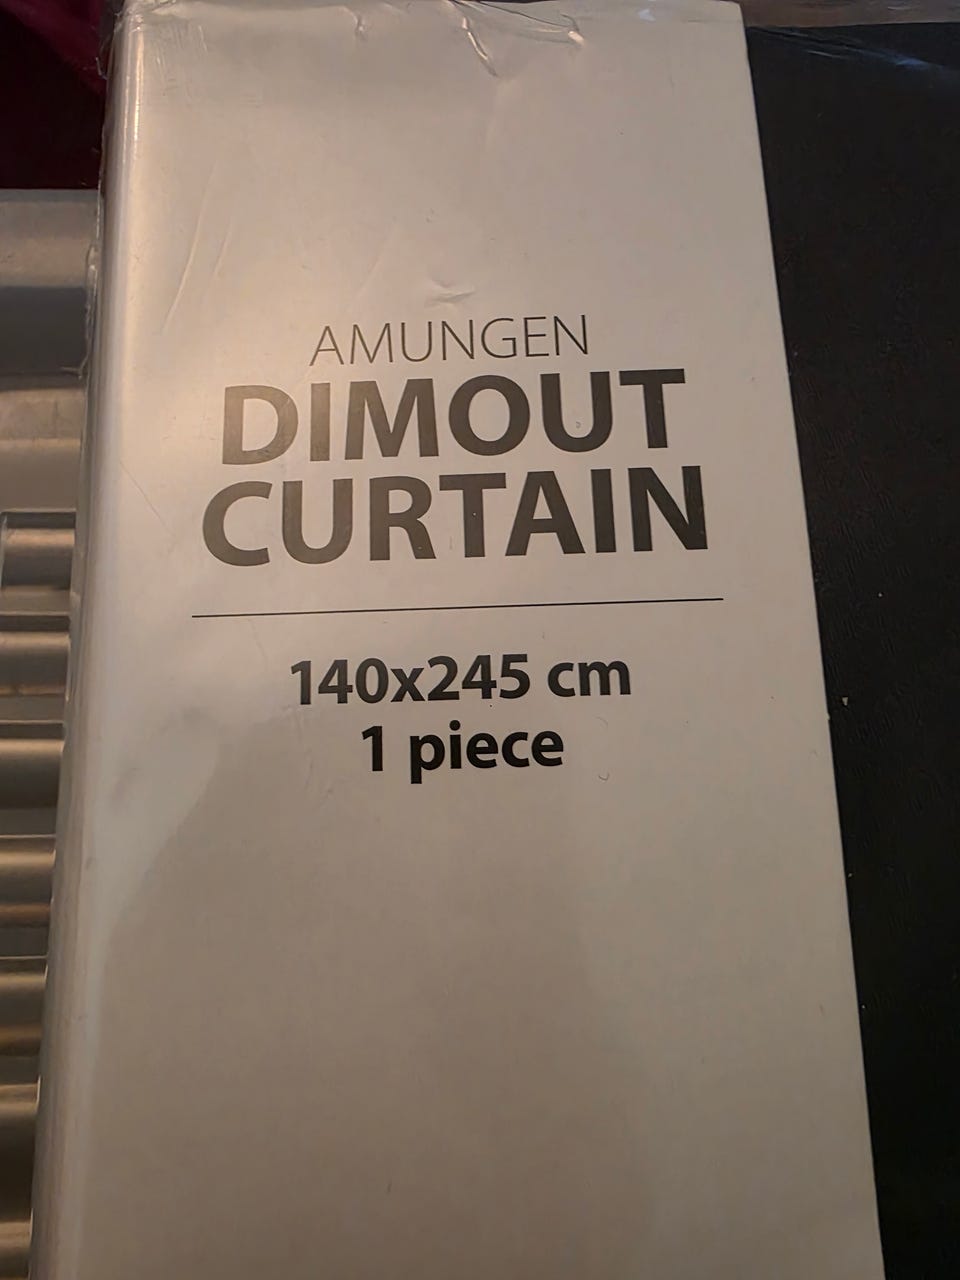 AMUNGEN
DIMOUT
CURTAIN
140x245 cm
1 piece